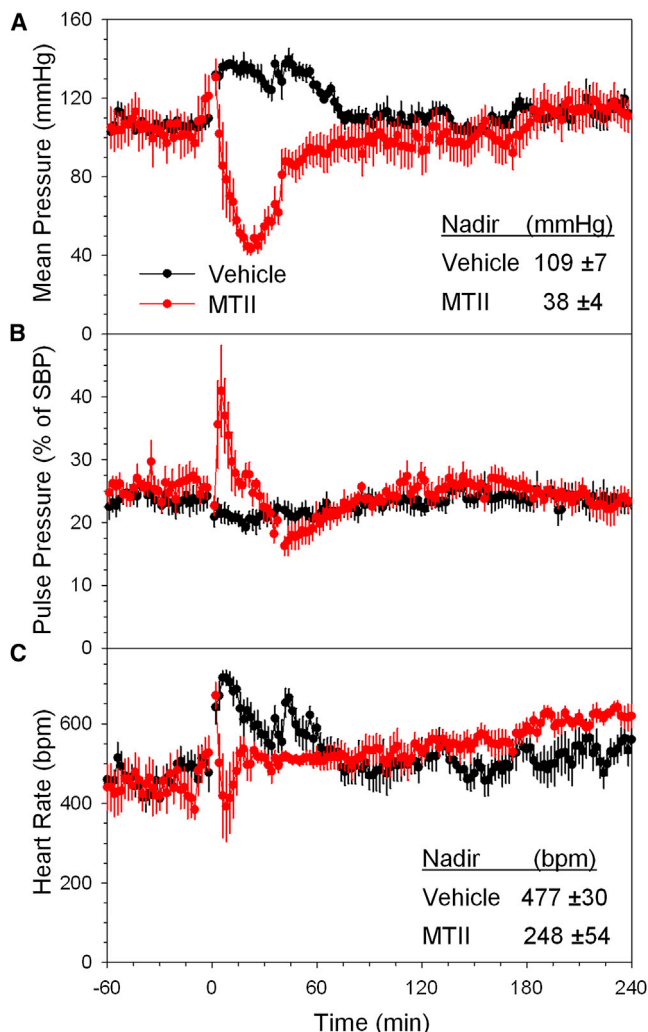 A
Mean Pressure (mmHg)
160
120
80
40
0
Vehicle
MTII
Nadir (mmHg)
Vehicle 109 ±7
MTII 38 ±4
B
Pulse Pressure (% of SBP)
40
30
20
10
0
C
Heart Rate (bpm)
600
400
200
0
Nadir (bpm)
Vehicle 477 ±30
MTII 248 ±54
-60 0 60 120 180 240
Time (min)